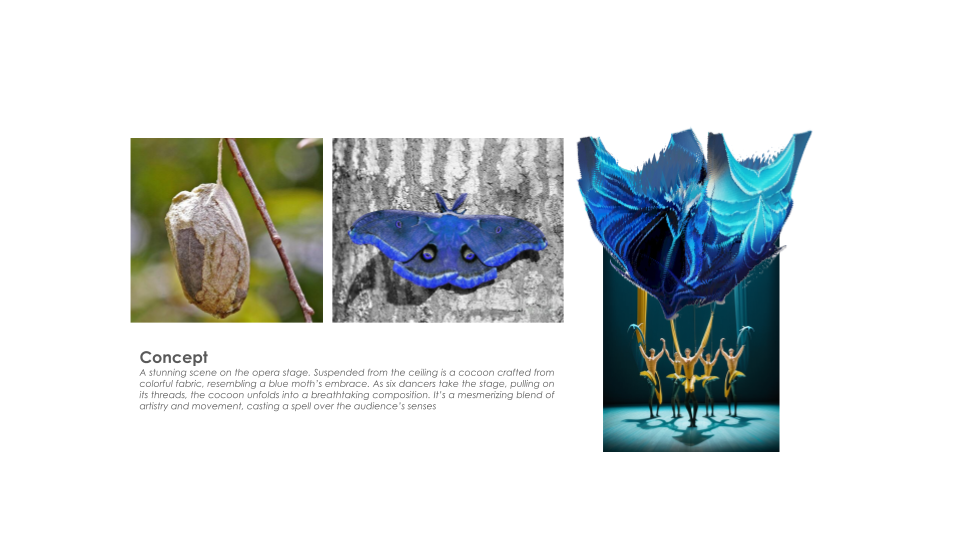 Concept
A stunning scene on the opera stage. Suspended from the ceiling is a cocoon crafted from
colorful fabric, resembling a blue moth's embrace. As six dancers take the stage, pulling on
its threads, the cocoon unfolds into a breathtaking composition. It's a mesmerizing blend of
artistry and movement, casting a spell over the audience's senses